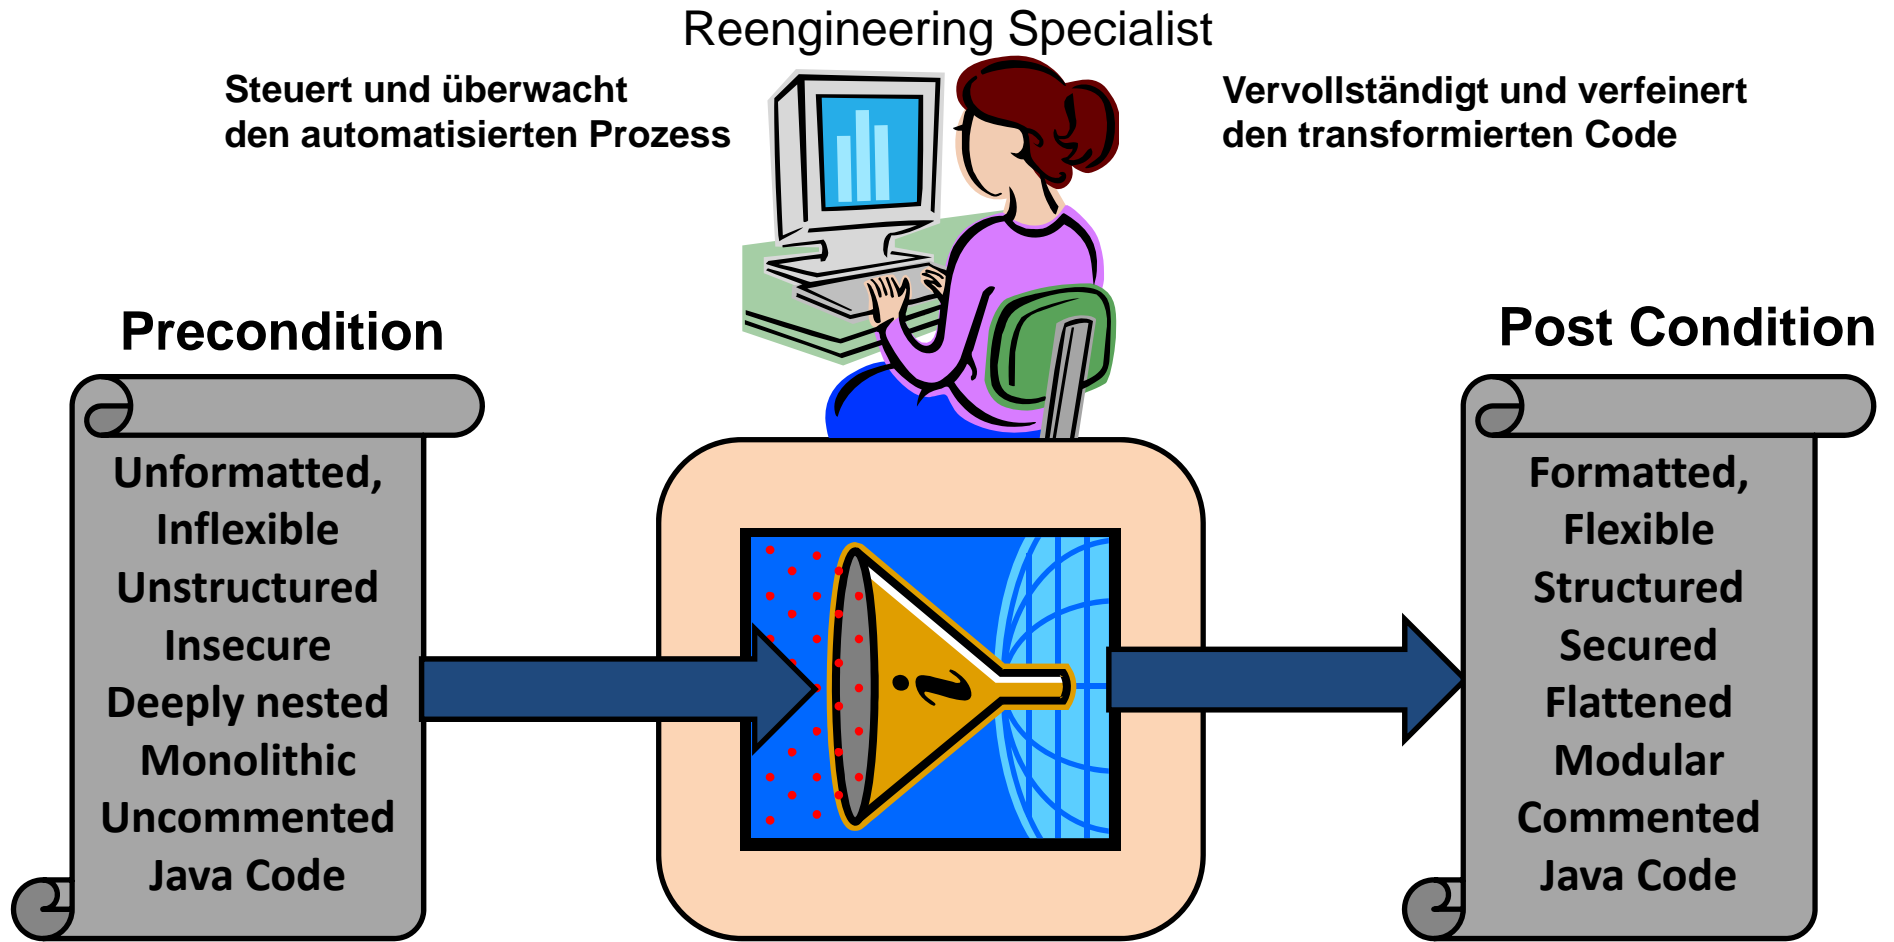 Reengineering Specialist
Steuert und überwacht
den automatisierten Prozess
Vervollständigt und verfeinert
den transformierten Code
Precondition
Unformatted,
Inflexible
Unstructured
Insecure
Deeply nested
Monolithic
Uncommented
Java Code
i
Post Condition
Formatted,
Flexible
Structured
Secured
Flattened
Modular
Commented
Java Code